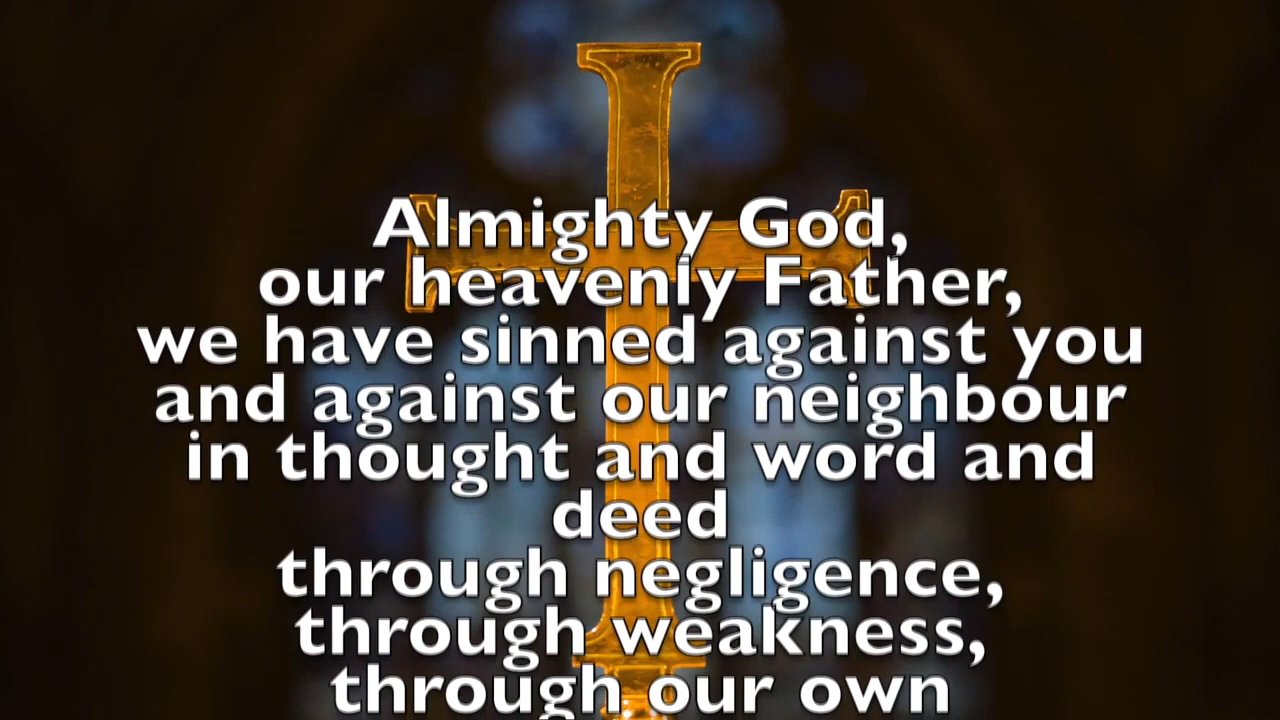 Almighty God,
our heavenly Father,
we have sinned against you
and against our neighbour
in thought and word and
deed
through negligence,
through weakness,
through our own